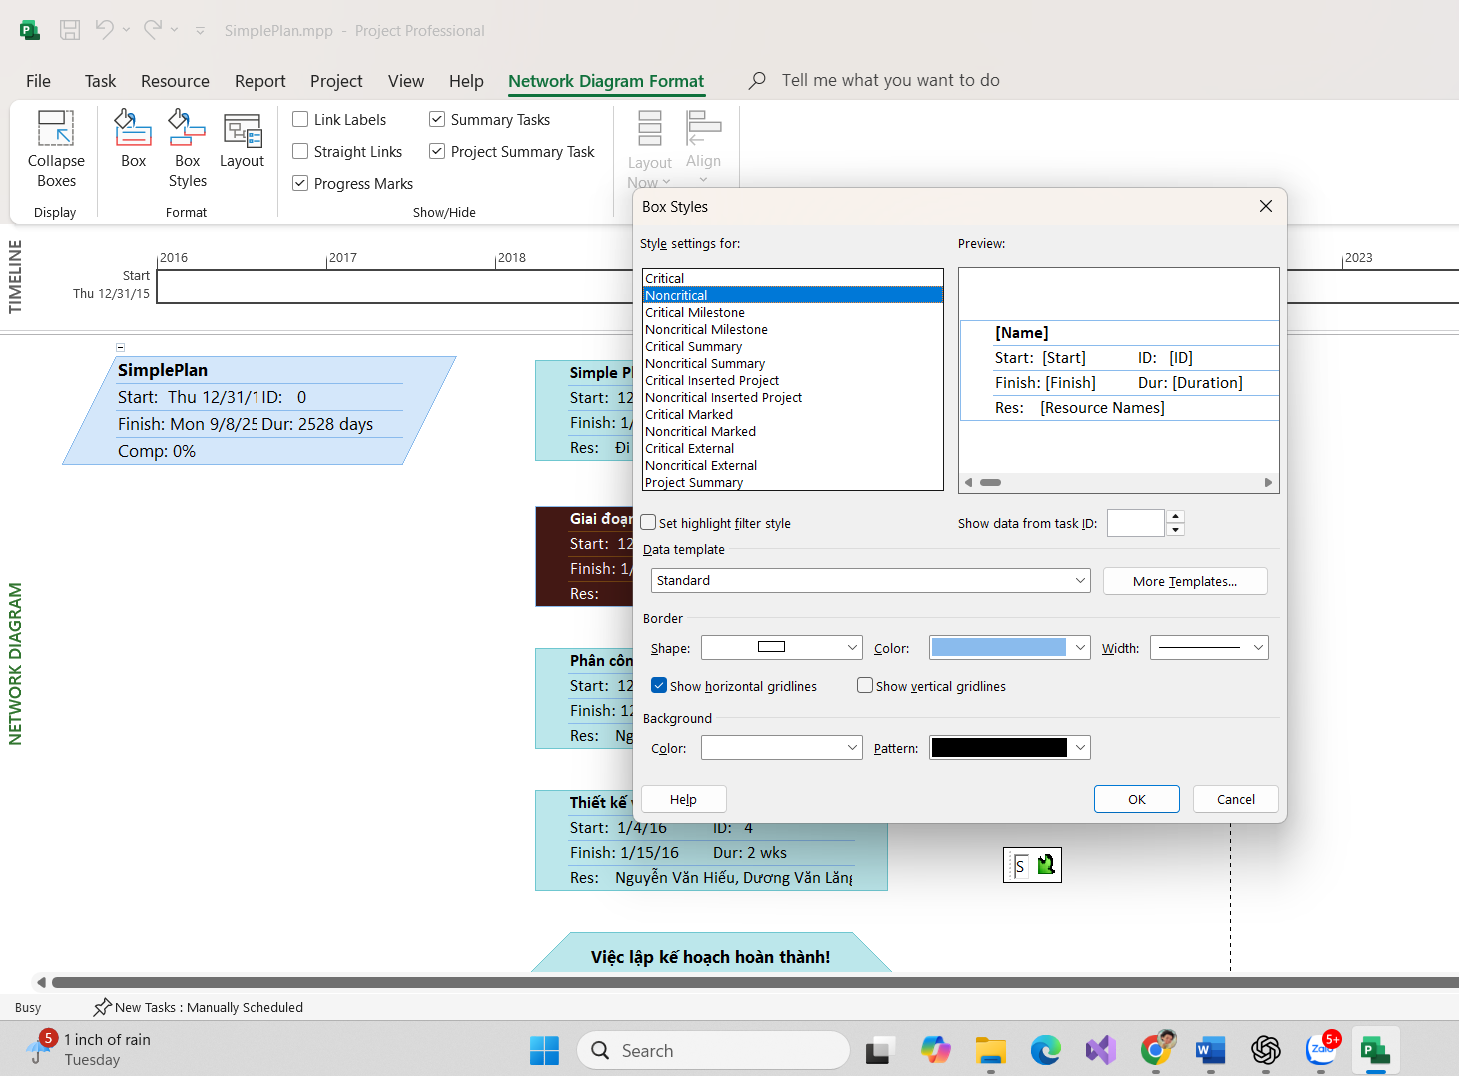 SimplePlan.mpp - Project Professional
File Task Resource Report Project View Help Network Diagram Format Tell me what you want to do
Collapse Boxes
Display
Box
Box Styles
Layout
Format
Link Labels
Straight Links
Progress Marks
Summary Tasks
Project Summary Task
Show/Hide
Layout Now
Align
TIMELINE
Start
Thu 12/31/15
2016
2017
2018
2023
NETWORK DIAGRAM
SimplePlan
Start: Thu 12/31/1 ID: 0
Finish: Mon 9/8/25 Dur: 2528 days
Comp: 0%
Simple Pl
Start: 12
Finish: 1/
Res: Đi
Giai đoạn
Start: 12
Finish: 1/
Res:
Phân côn
Start: 12
Finish: 12
Res: Ng
Thiết kế
Start: 1/4/16 ID: 4
Finish: 1/15/16 Dur: 2 wks
Res: Nguyễn Văn Hiếu, Dương Văn Lăng
Việc lập kế hoạch hoàn thành!
Box Styles
Style settings for:
Critical
Noncritical
Critical Milestone
Noncritical Milestone
Critical Summary
Noncritical Summary
Critical Inserted Project
Noncritical Inserted Project
Critical Marked
Noncritical Marked
Critical External
Noncritical External
Project Summary
Preview:
[Name]
Start: [Start] ID: [ID]
Finish: [Finish] Dur: [Duration]
Res: [Resource Names]
Set highlight filter style
Show data from task ID:
Data template
Standard
More Templates...
Border
Shape:
Color:
Width:
Show horizontal gridlines
Show vertical gridlines
Background
Color:
Pattern:
Help
OK
Cancel
S
Busy
New Tasks : Manually Scheduled
5
1 inch of rain
Tuesday
Search
Zalo
5+